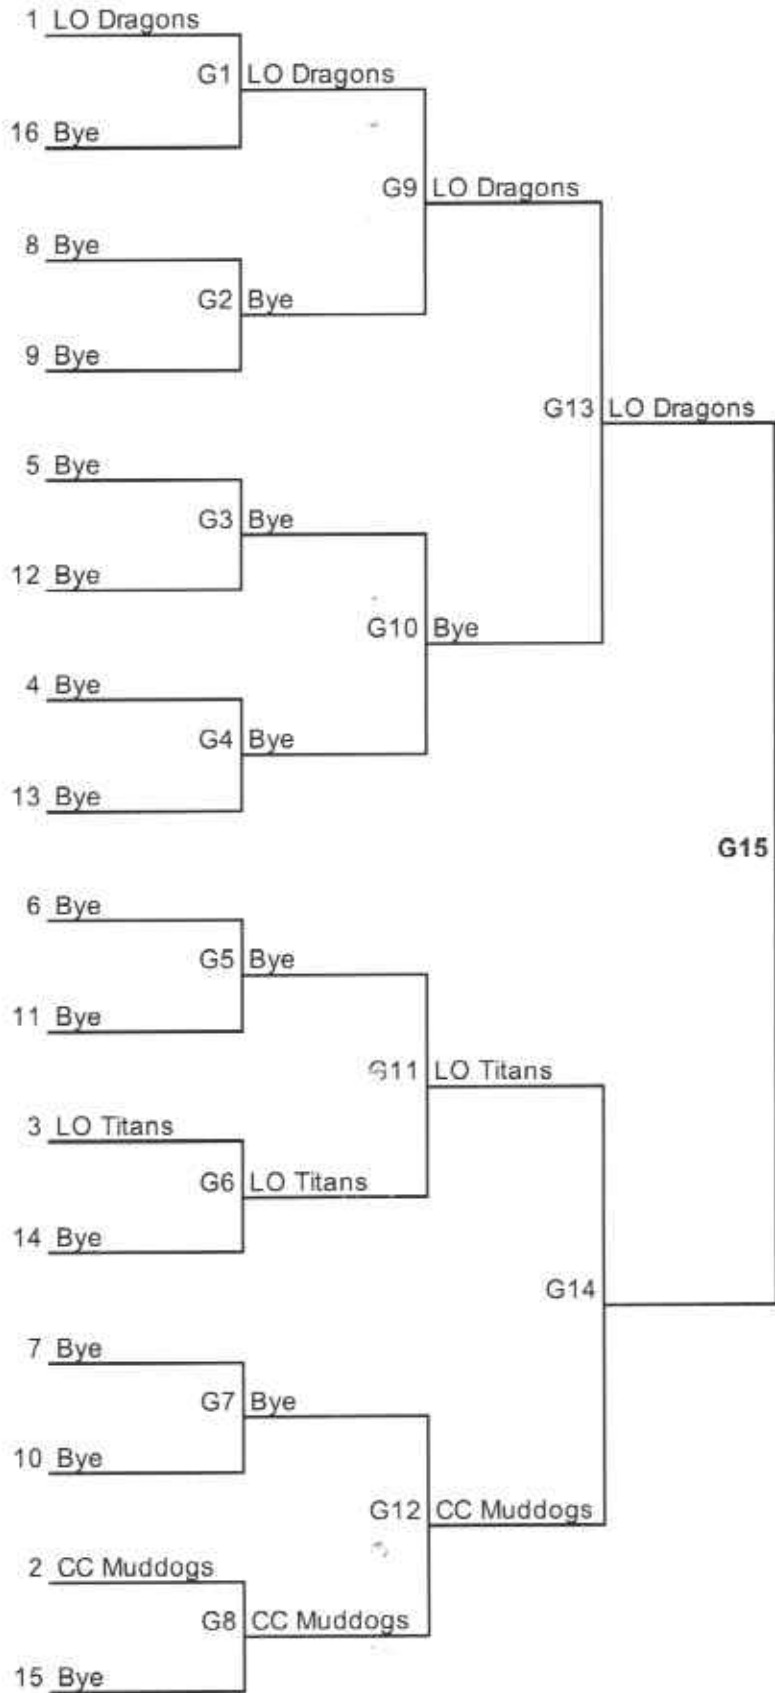 1 LO Dragons
G1 LO Dragons
16 Bye
G9 LO Dragons
8 Bye
G2 Bye
9 Bye
G13 LO Dragons
5 Bye
G3 Bye
12 Bye
G10 Bye
4 Bye
G4 Bye
13 Bye
G15
6 Bye
G5 Bye
11 Bye
G11 LO Titans
3 LO Titans
G6 LO Titans
14 Bye
G14
7 Bye
G7 Bye
10 Bye
G12 CC Muddogs
2 CC Muddogs
G8 CC Muddogs
15 Bye